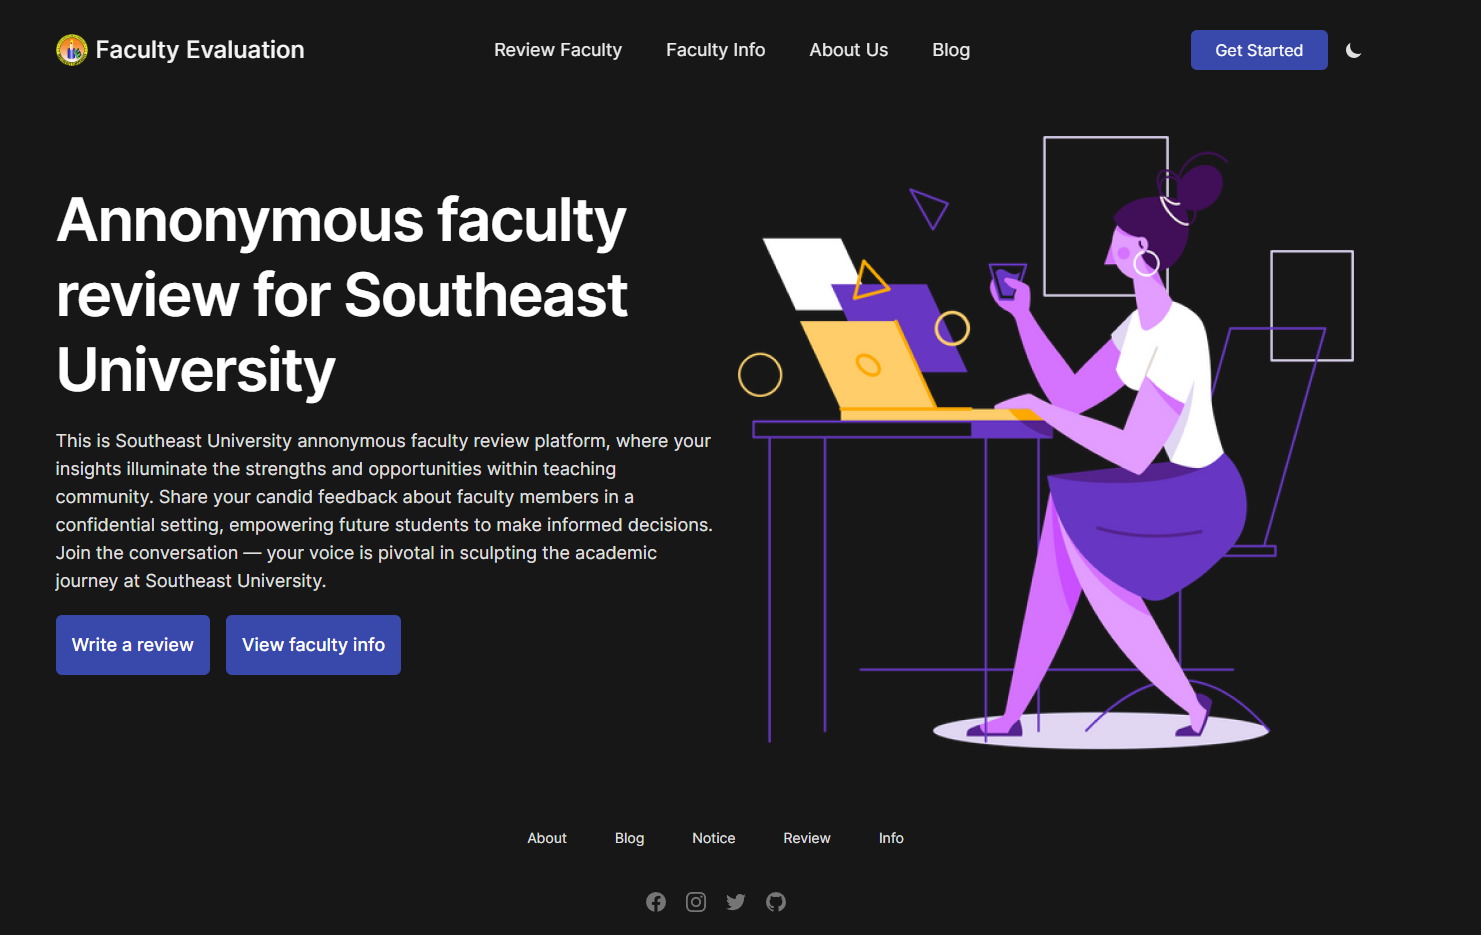 Faculty Evaluation
Review Faculty
Faculty Info
About Us
Blog
Get Started
Annonymous faculty
review for Southeast
University
This is Southeast University annonymous faculty review platform, where your
insights illuminate the strengths and opportunities within teaching
community. Share your candid feedback about faculty members in a
confidential setting, empowering future students to make informed decisions.
Join the conversation — your voice is pivotal in sculpting the academic
journey at Southeast University.
Write a review
View faculty info
About
Blog
Notice
Review
Info